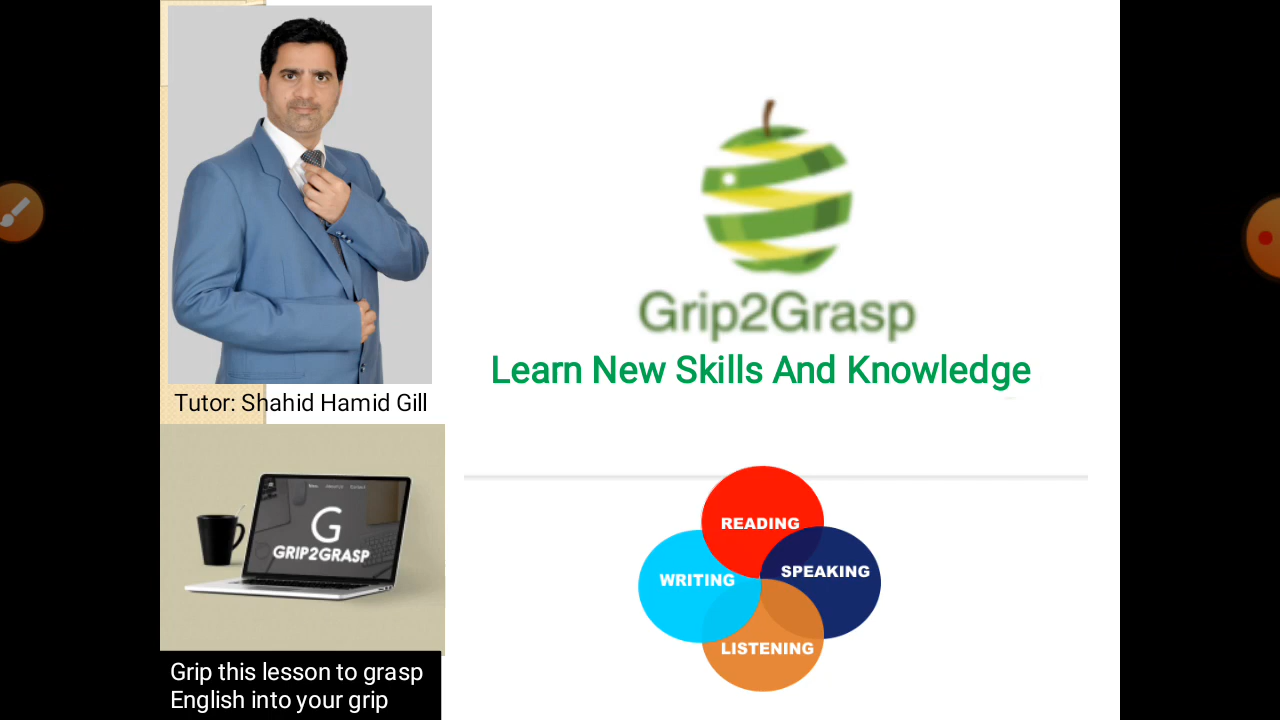 Tutor: Shahid Hamid Gill
G
GRIP2GRASP
Grip this lesson to grasp
English into your grip
Grip2Grasp
Learn New Skills And Knowledge
READING
SPEAKING
WRITING
LISTENING